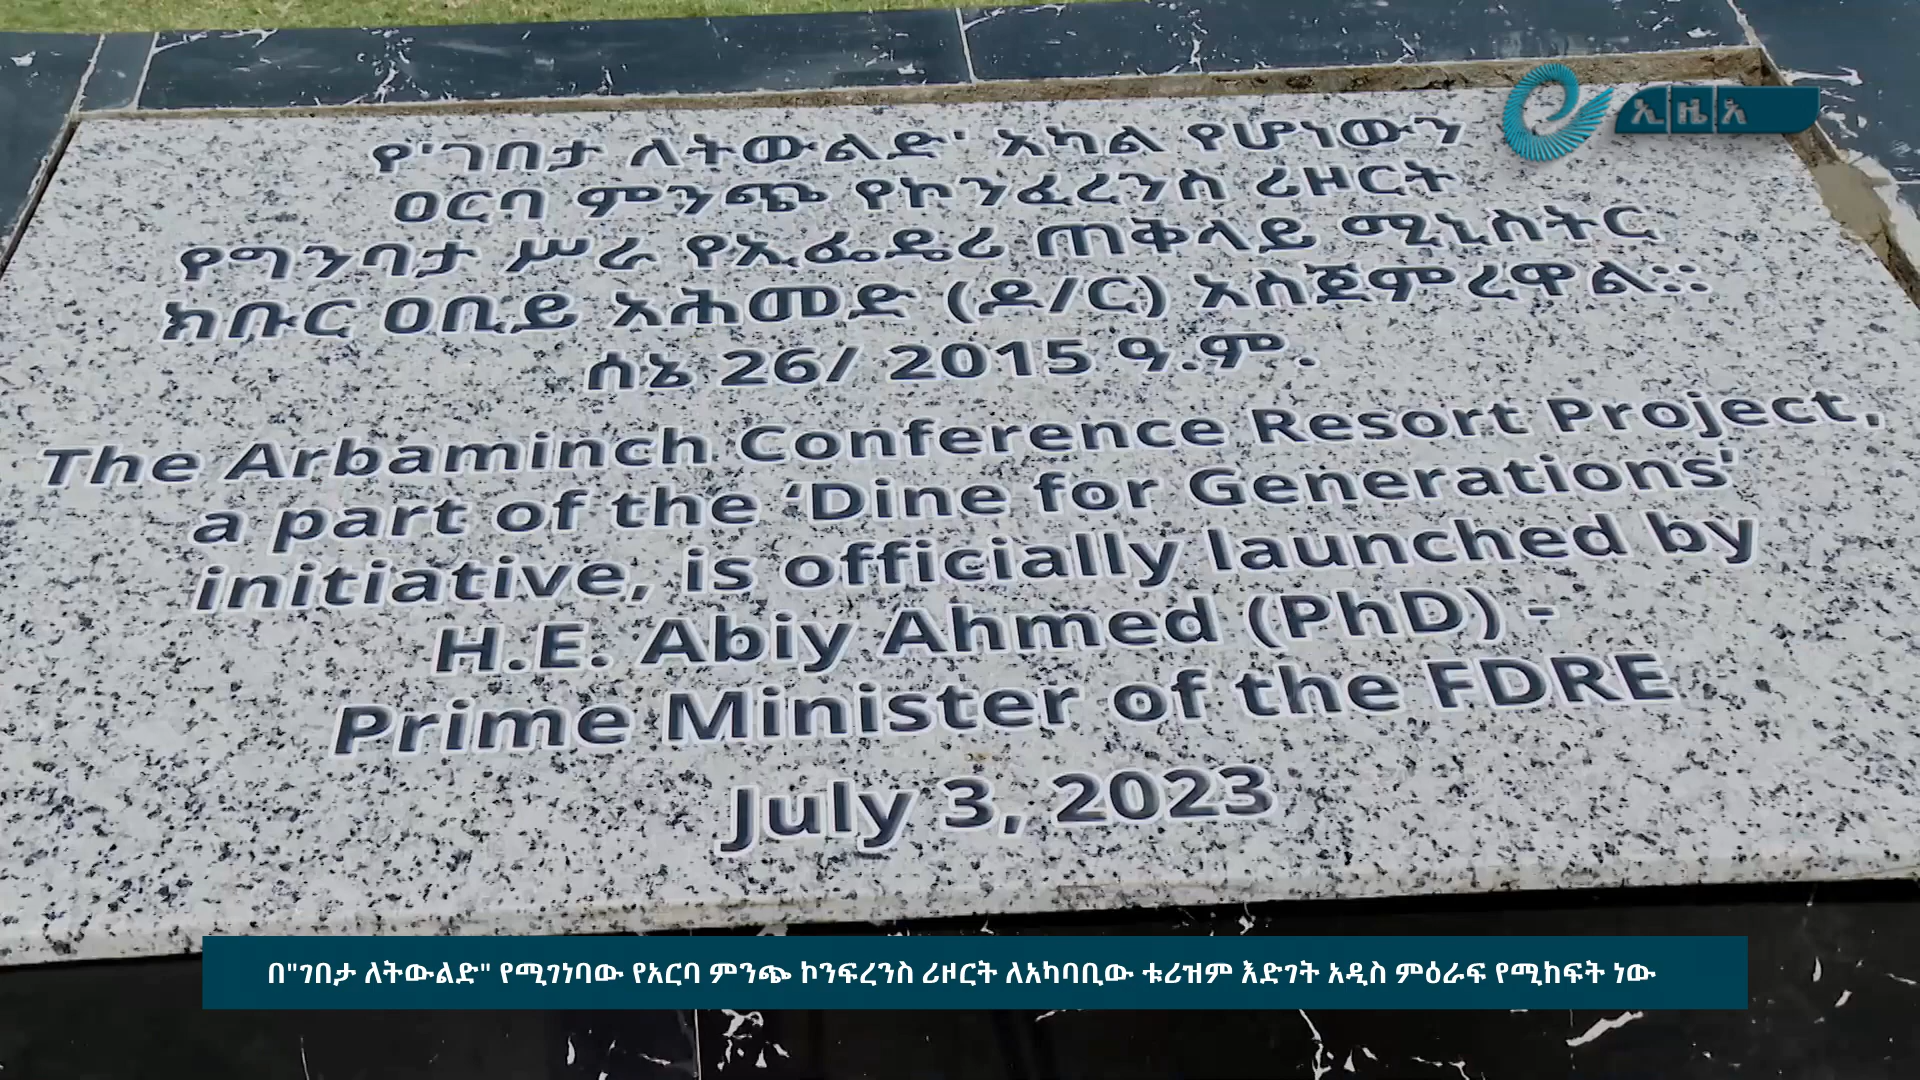 ኢዜአ
የ'ገበታ ለትውልድ' አካል የሆነውን
ዐርባ ምንጭ የኮንፈረንስ ሪዞርት
የግንባታ ሥራ የኢፌዴሪ ጠቅላይ ሚኒስትር
ክቡር ዐቢይ አሕመድ (ዶ/ር) አስጀምረዋል።
ሰኔ 26/ 2015 ዓ.ም.
The Arbaminch Conference Resort Project,
a part of the ‘Dine for Generations'
initiative, is officially launched by
H.E. Abiy Ahmed (PhD) -
Prime Minister of the FDRE
July 3, 2023
በ"ገበታ ለትውልድ" የሚገነባው የአርባ ምንጭ ኮንፍረንስ ሪዞርት ለአካባቢው ቱሪዝም እድገት አዲስ ምዕራፍ የሚከፍት ነው